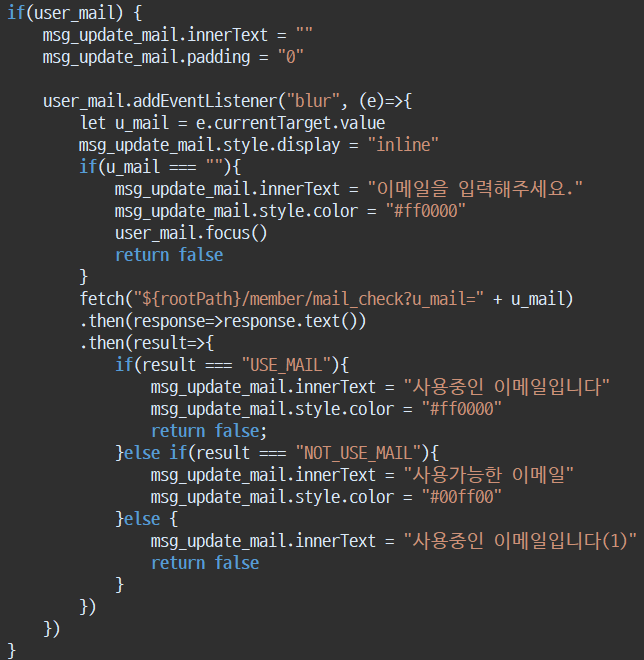 if(user_mail) {
    msg_update_mail.innerText = ""
    msg_update_mail.padding = "0"

    user_mail.addEventListener("blur", (e)=>{
        let u_mail = e.currentTarget.value
        msg_update_mail.style.display = "inline"
        if(u_mail === ""){
            msg_update_mail.innerText = "이메일을 입력해주세요."
            msg_update_mail.style.color = "#ff0000"
            user_mail.focus()
            return false
        }
        fetch("${rootPath}/member/mail_check?u_mail=" + u_mail)
        .then(response=>response.text())
        .then(result=>{
            if(result === "USE_MAIL"){
                msg_update_mail.innerText = "사용중인 이메일입니다"
                msg_update_mail.style.color = "#ff0000"
                return false;
            }else if(result === "NOT_USE_MAIL"){
                msg_update_mail.innerText = "사용가능한 이메일"
                msg_update_mail.style.color = "#00ff00"
            }else {
                msg_update_mail.innerText = "사용중인 이메일입니다(1)"
                return false
            }
        })
    })
}